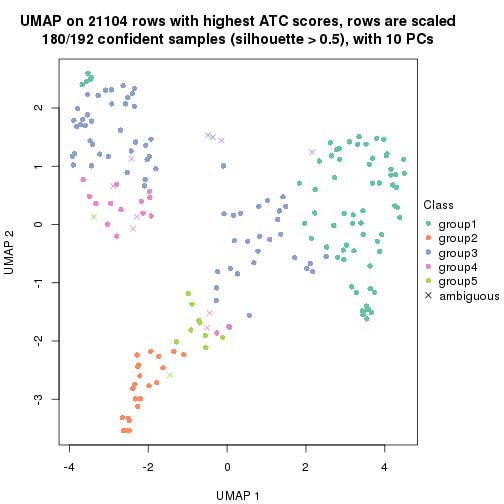 UMAP on 21104 rows with highest ATC scores, rows are scaled
180/192 confident samples (silhouette > 0.5), with 10 PCs
UMAP 2
2
1
0
-1
-2
-3
-4
-2
0
2
4
UMAP 1
Class
group1
group2
group3
group4
group5
ambiguous